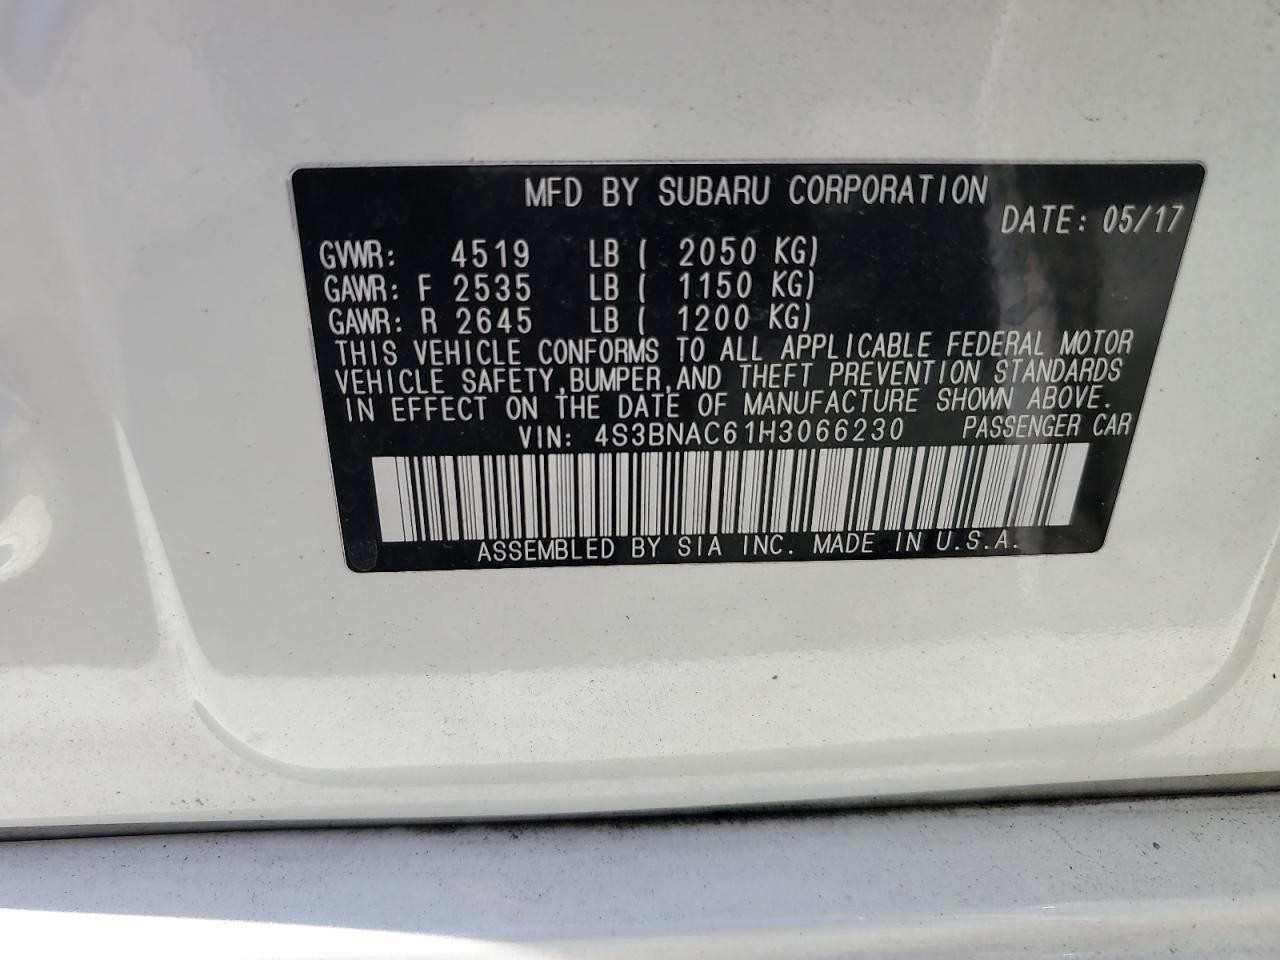 MFD BY SUBARU CORPORATION
DATE: 05/17
GVWR: 4519 LB ( 2050 KG)
GAWR: F 2535 LB ( 1150 KG)
GAWR: R 2645 LB ( 1200 KG)
THIS VEHICLE CONFORMS TO ALL APPLICABLE FEDERAL MOTOR
VEHICLE SAFETY,BUMPER,AND THEFT PREVENTION STANDARDS
IN EFFECT ON THE DATE OF MANUFACTURE SHOWN ABOVE.
VIN: 4S3BNAC61H3066230 PASSENGER CAR
ASSEMBLED BY SIA INC. MADE IN U.S.A.